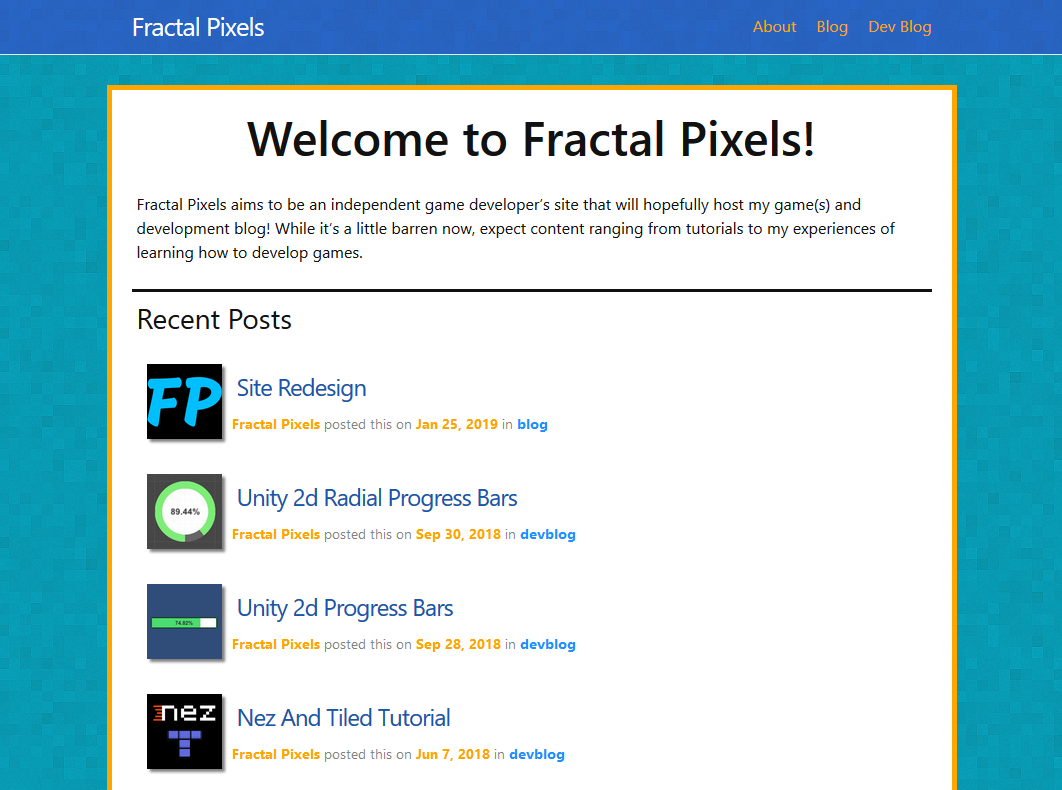 Fractal Pixels
About Blog Dev Blog
Welcome to Fractal Pixels!
Fractal Pixels aims to be an independent game developer’s site that will hopefully host my game(s) and
development blog! While it’s a little barren now, expect content ranging from tutorials to my experiences of
learning how to develop games.
Recent Posts
FP
Site Redesign
Fractal Pixels posted this on Jan 25, 2019 in blog
89.44%
Unity 2d Radial Progress Bars
Fractal Pixels posted this on Sep 30, 2018 in devblog
74.82%
Unity 2d Progress Bars
Fractal Pixels posted this on Sep 28, 2018 in devblog
nez
T
Nez And Tiled Tutorial
Fractal Pixels posted this on Jun 7, 2018 in devblog